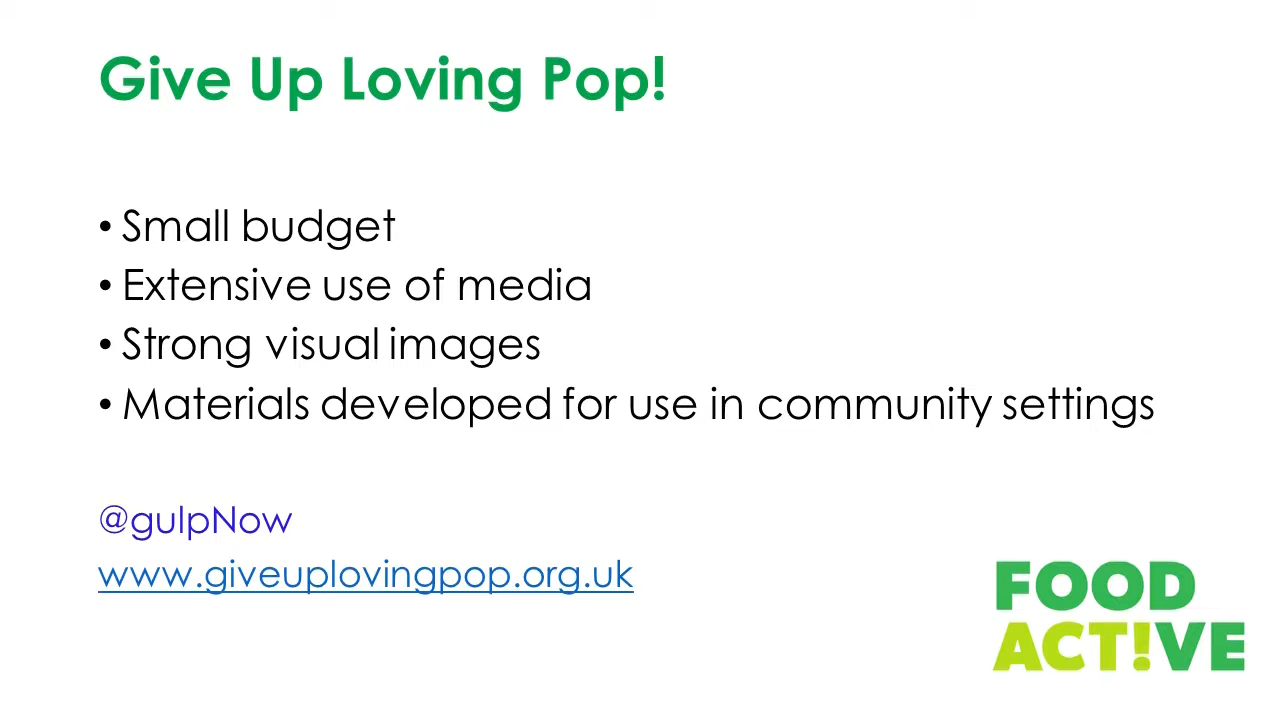 Give Up Loving Pop!
• Small budget
• Extensive use of media
• Strong visual images
• Materials developed for use in community settings
@gulpNow
www.giveuplovingpop.org.uk
FOOD
ACT!VE